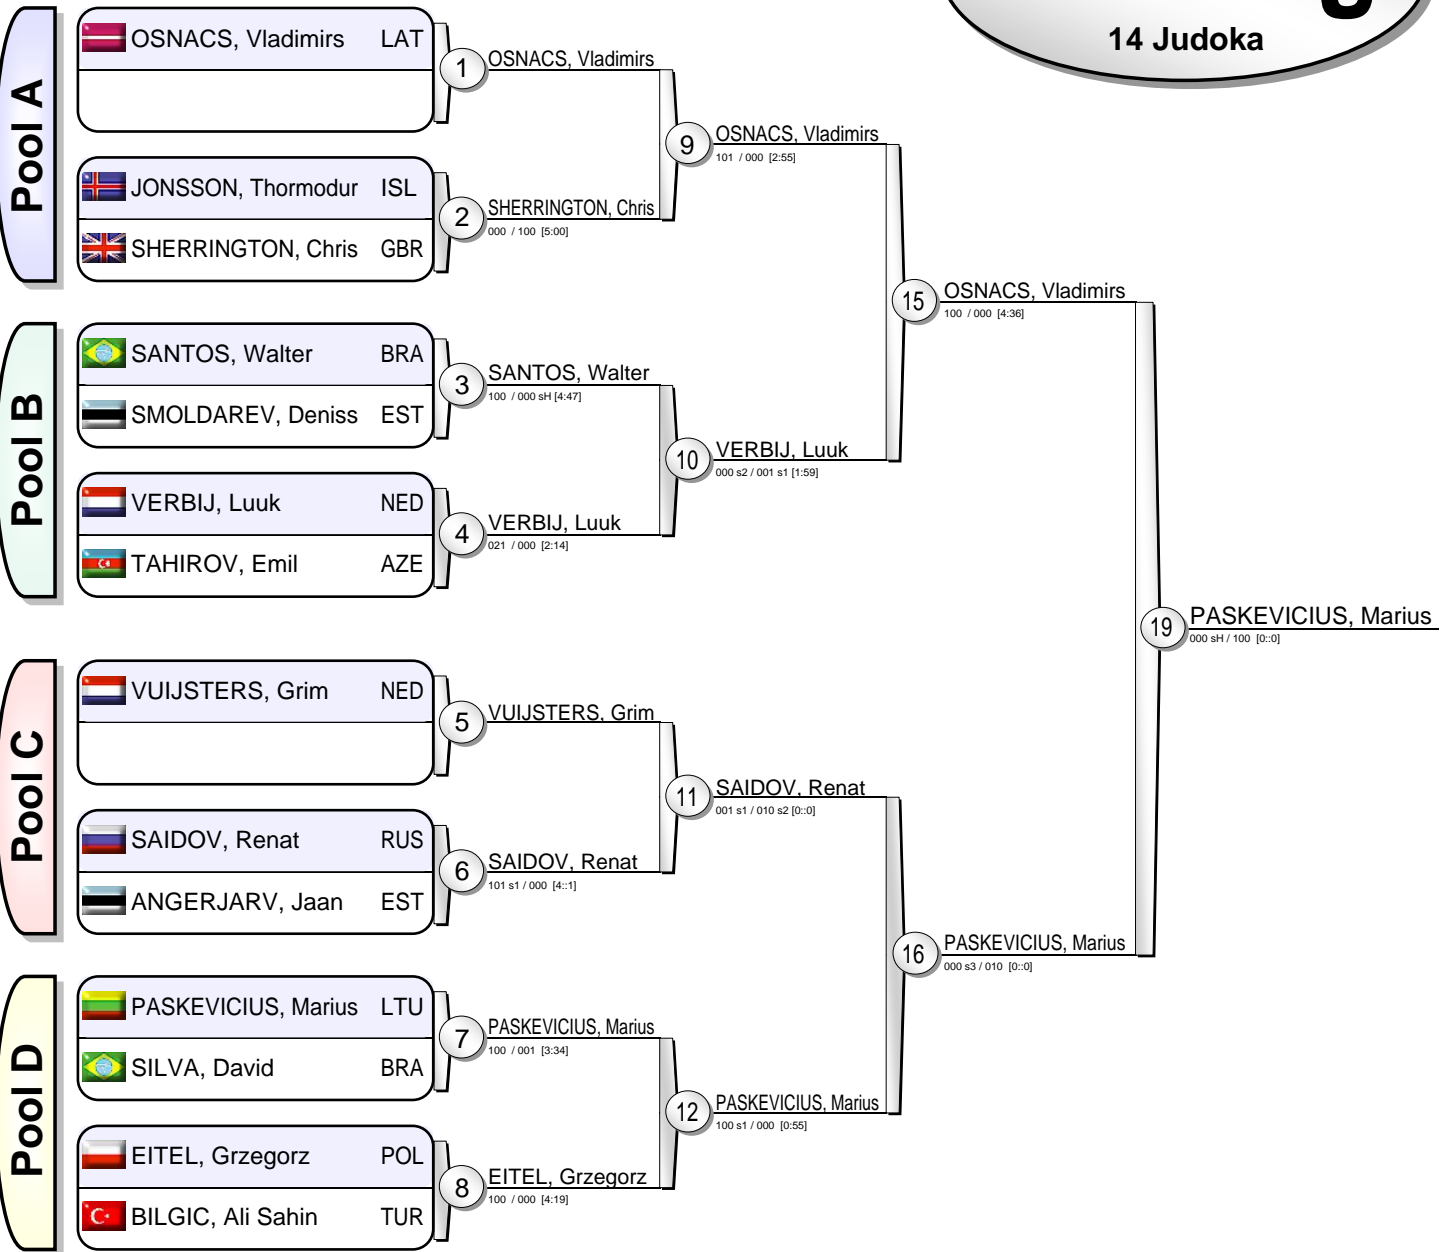 14 Judoka
Pool A
OSNACS, Vladimirs LAT
1
OSNACS, Vladimirs
JONSSON, Thormodur ISL
SHERRINGTON, Chris GBR
2
SHERRINGTON, Chris
000 / 100 [5:00]
9
OSNACS, Vladimirs
101 / 000 [2:55]
Pool B
SANTOS, Walter BRA
SMOLDAREV, Deniss EST
3
SANTOS, Walter
100 / 000 sH [4:47]
VERBIJ, Luuk NED
TAHIROV, Emil AZE
4
VERBIJ, Luuk
021 / 000 [2:14]
10
VERBIJ, Luuk
000 s2 / 001 s1 [1:59]
15
OSNACS, Vladimirs
100 / 000 [4:36]
Pool C
VUIJSTERS, Grim NED
5
VUIJSTERS, Grim
SAIDOV, Renat RUS
ANGERJARV, Jaan EST
6
SAIDOV, Renat
101 s1 / 000 [4::1]
11
SAIDOV, Renat
001 s1 / 010 s2 [0::0]
Pool D
PASKEVICIUS, Marius LTU
SILVA, David BRA
7
PASKEVICIUS, Marius
100 / 001 [3:34]
EITEL, Grzegorz POL
BILGIC, Ali Sahin TUR
8
EITEL, Grzegorz
100 / 000 [4:19]
12
PASKEVICIUS, Marius
100 s1 / 000 [0:55]
16
PASKEVICIUS, Marius
000 s3 / 010 [0::0]
19
PASKEVICIUS, Marius
000 sH / 100 [0::0]